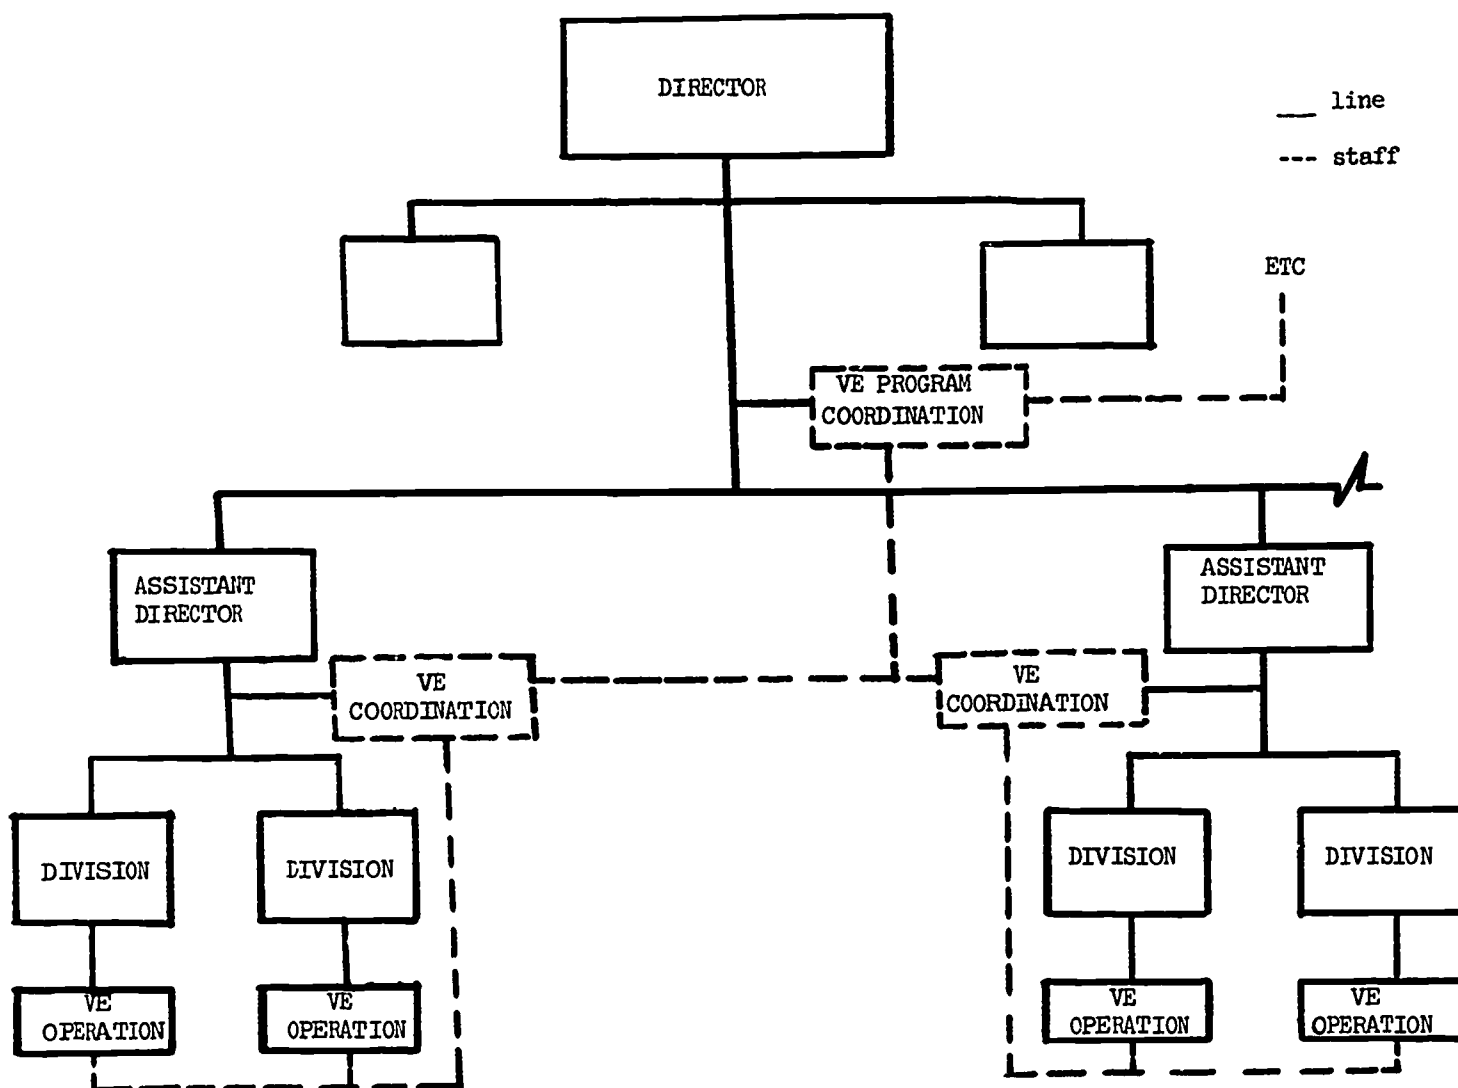 DIRECTOR
line
staff
ETC
VE PROGRAM
COORDINATION
ASSISTANT
DIRECTOR
ASSISTANT
DIRECTOR
VE
COORDINATION
VE
COORDINATION
DIVISION
DIVISION
DIVISION
DIVISION
VE
OPERATION
VE
OPERATION
VE
OPERATION
VE
OPERATION